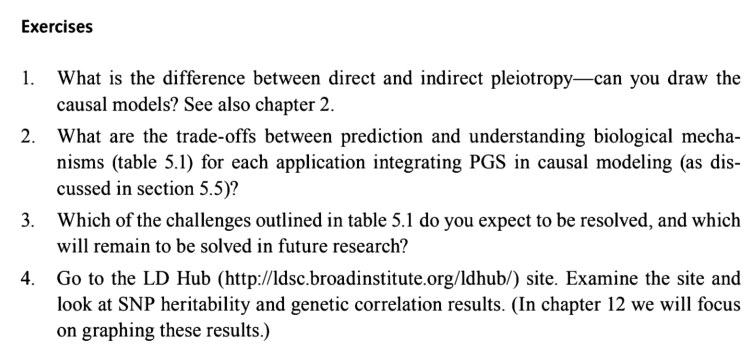 Exercises
1. What is the difference between direct and indirect pleiotropy—can you draw the
causal models? See also chapter 2.
2. What are the trade-offs between prediction and understanding biological mecha-
nisms (table 5.1) for each application integrating PGS in causal modeling (as dis-
cussed in section 5.5)?
3. Which of the challenges outlined in table 5.1 do you expect to be resolved, and which
will remain to be solved in future research?
4. Go to the LD Hub (http://ldsc.broadinstitute.org/ldhub/) site. Examine the site and
look at SNP heritability and genetic correlation results. (In chapter 12 we will focus
on graphing these results.)